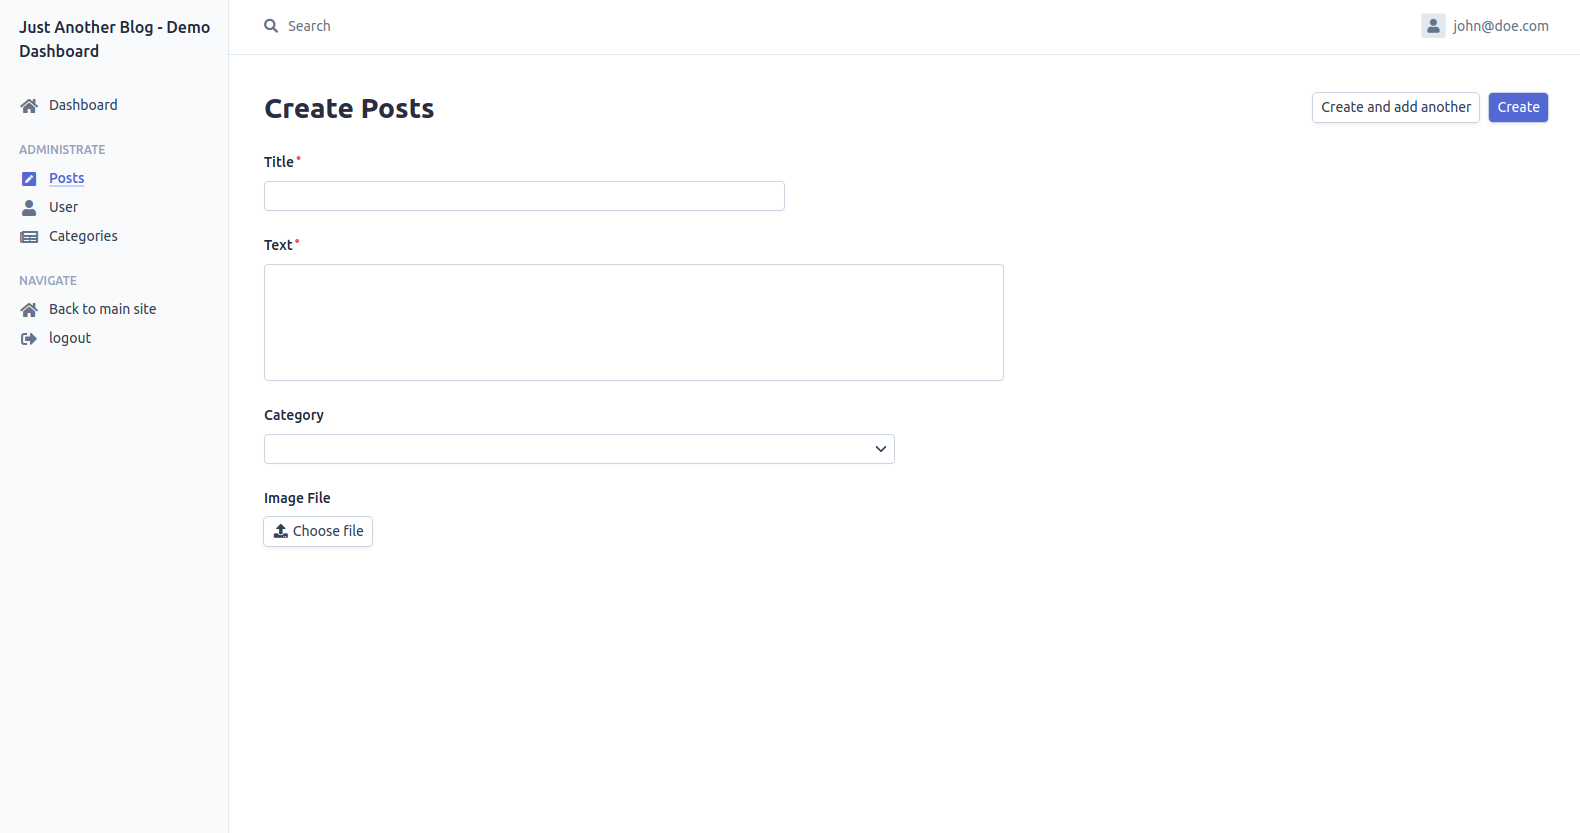 Just Another Blog - Demo
Dashboard
Dashboard
ADMINISTRATE
Posts
User
Categories
NAVIGATE
Back to main site
logout
Search
john@doe.com
Create Posts
Create and add another
Create
Title*
Text*
Category
Image File
Choose file